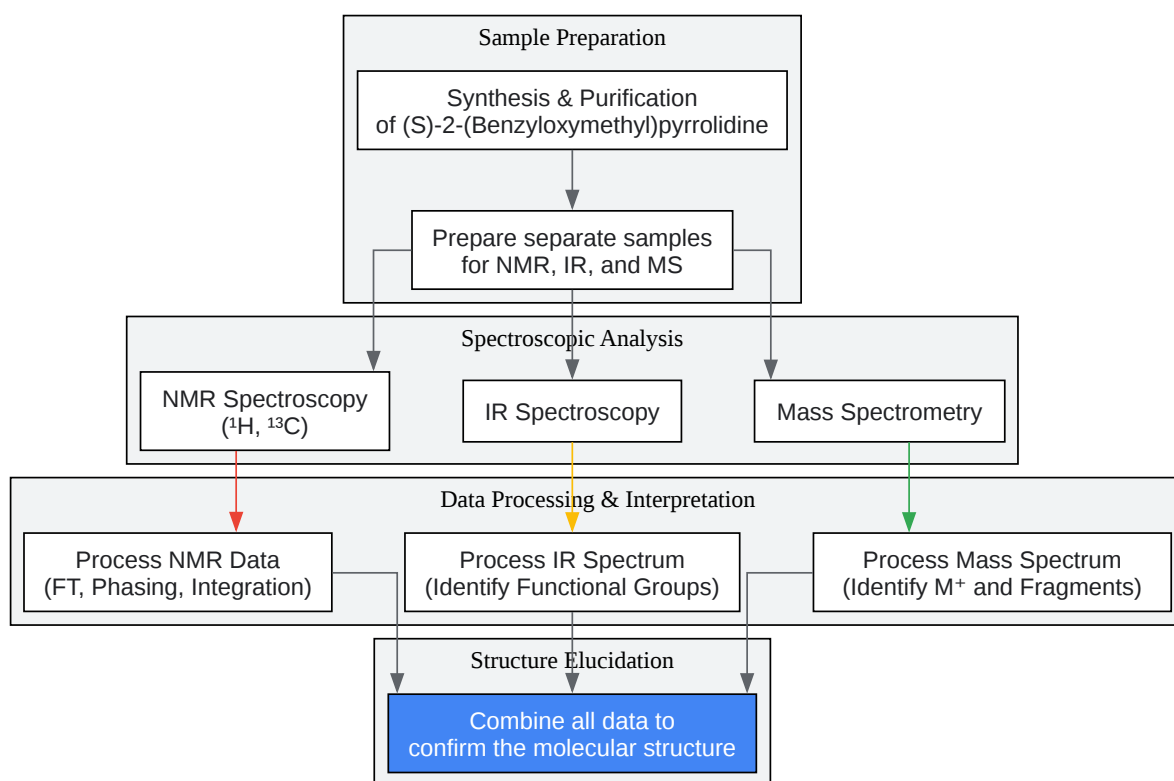 Sample Preparation
Synthesis & Purification
of (S)-2-(Benzyloxymethyl)pyrrolidine
Prepare separate samples
for NMR, IR, and MS
Spectroscopic Analysis
NMR Spectroscopy
(¹H, ¹³C)
IR Spectroscopy
Mass Spectrometry
Data Processing & Interpretation
Process NMR Data
(FT, Phasing, Integration)
Process IR Spectrum
(Identify Functional Groups)
Process Mass Spectrum
(Identify M⁺ and Fragments)
Structure Elucidation
Combine all data to
confirm the molecular structure